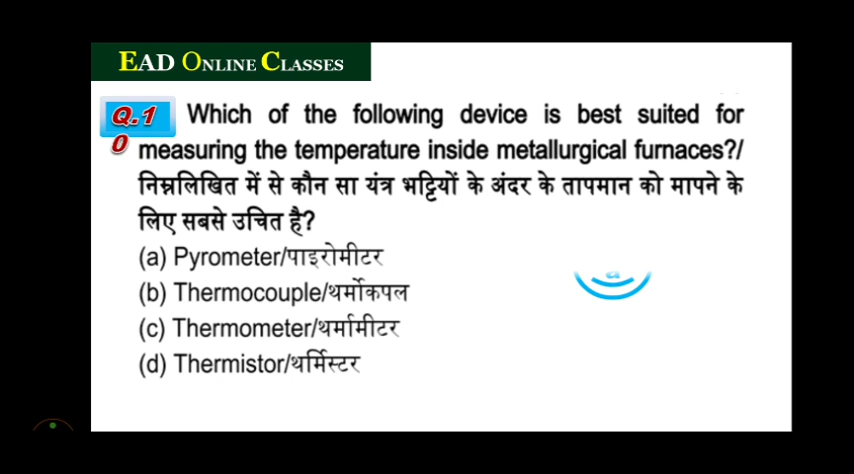 EAD ONLINE CLASSES
Q.1 Which of the following device is best suited for
0 measuring the temperature inside metallurgical furnaces?/
निम्नलिखित में से कौन सा यंत्र भट्टियों के अंदर के तापमान को मापने के
लिए सबसे उचित है?
(a) Pyrometer/पाइरोमीटर
(b) Thermocouple/थर्मोकपल
(c) Thermometer/थर्मामीटर
(d) Thermistor/थर्मिस्टर